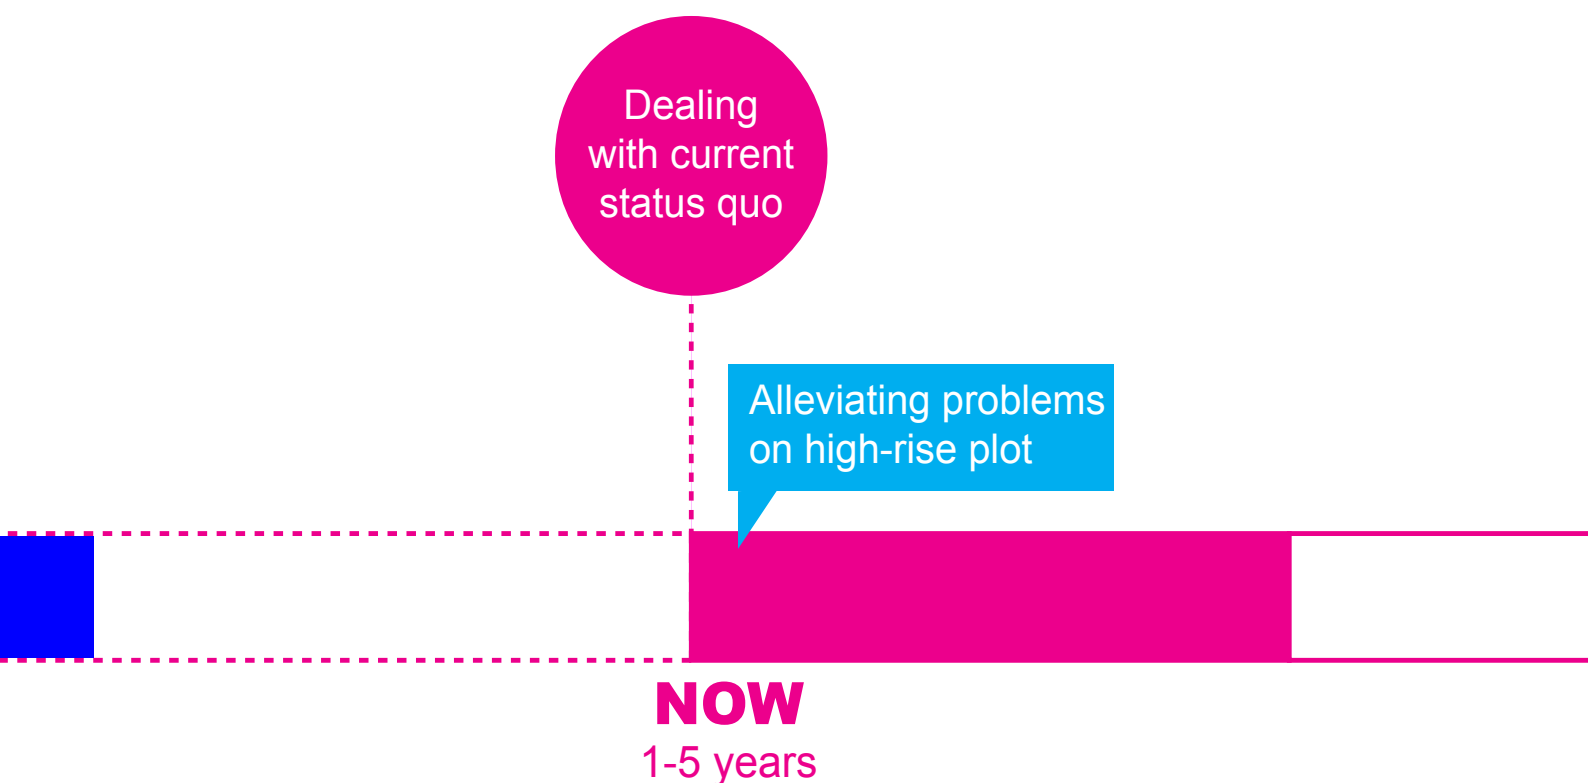 Dealing
with current
status quo
Alleviating problems
on high-rise plot
NOW
1-5 years